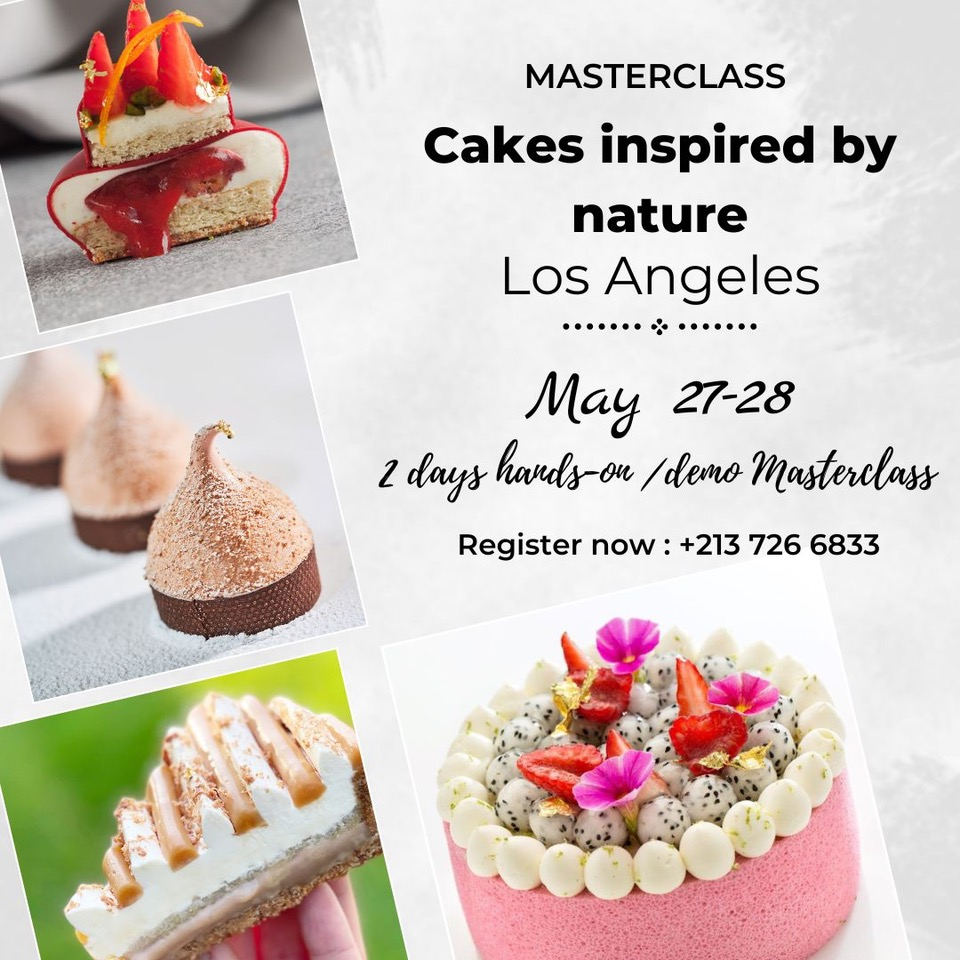 MASTERCLASS
Cakes inspired by
nature
Los Angeles
May 27-28
2 days hands-on /demo Masterclass
Register now : +213 726 6833